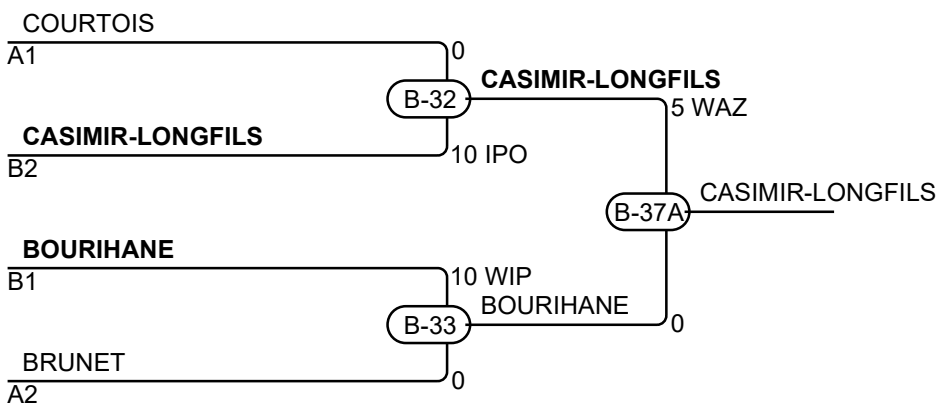 COURTOIS
A1
0
B-32
CASIMIR-LONGFILS
5 WAZ
CASIMIR-LONGFILS
B2
10 IPO
B-37A
CASIMIR-LONGFILS
BOURIHANE
B1
10 WIP
B-33
BOURIHANE
0
BRUNET
A2
0